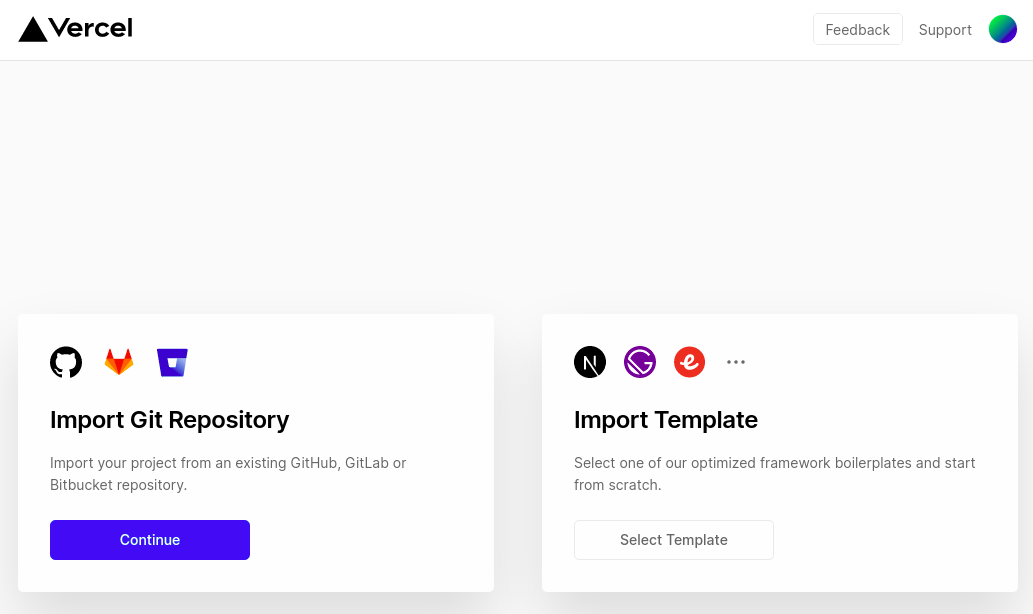 Vercel
Feedback
Support
Import Git Repository
Import your project from an existing GitHub, GitLab or
Bitbucket repository.
Continue
Import Template
Select one of our optimized framework boilerplates and start
from scratch.
Select Template